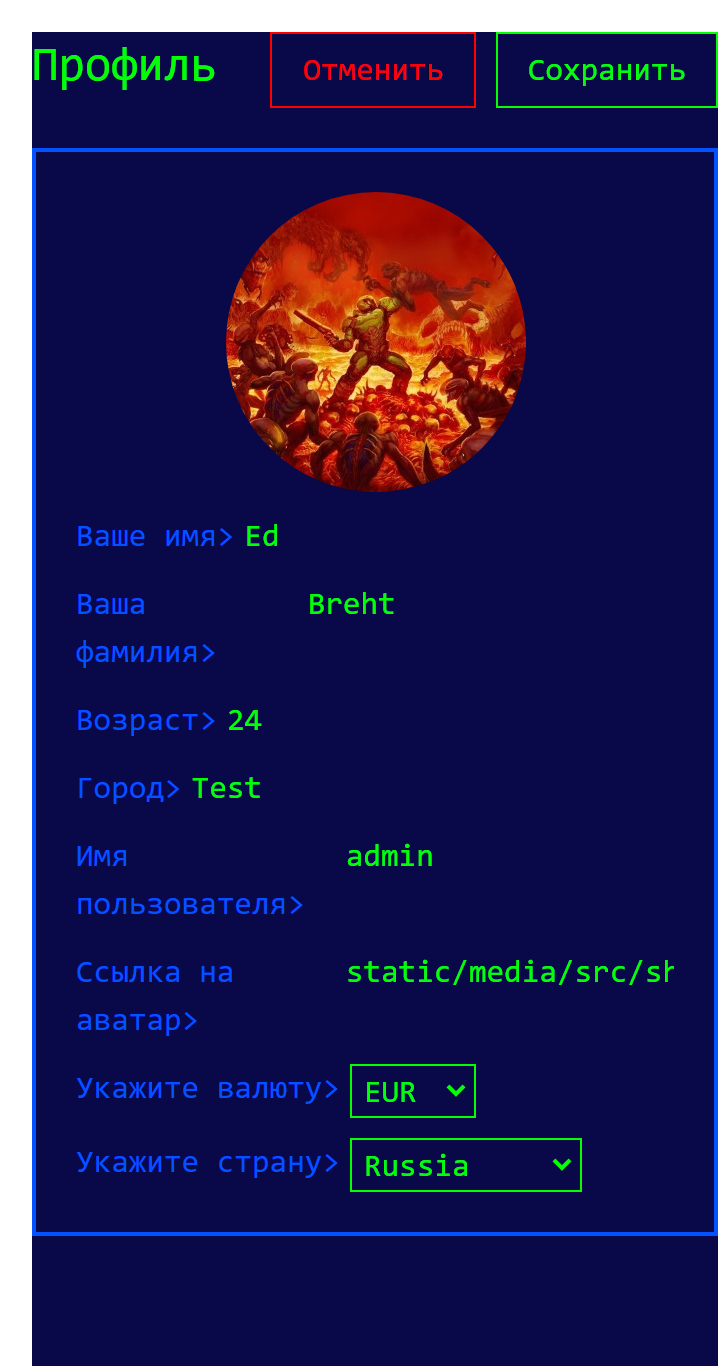 Профиль Отменить Сохранить
Ваше имя> Ed
Ваша Breht
фамилия>
Возраст> 24
Город> Test
Имя admin
пользователя>
Ссылка на static/media/src/sh
аватар>
Укажите валюту> EUR
Укажите страну> Russia